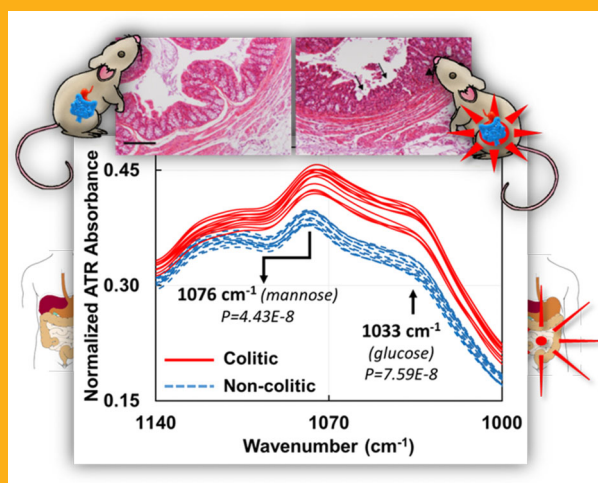 0.45
0.30
0.15
Normalized ATR Absorbance
1076 cm⁻¹ (mannose)
P=4.43E-8
1033 cm⁻¹
(glucose)
P=7.59E-8
Colitic
Non-colitic
1140
1070
1000
Wavenumber (cm⁻¹)